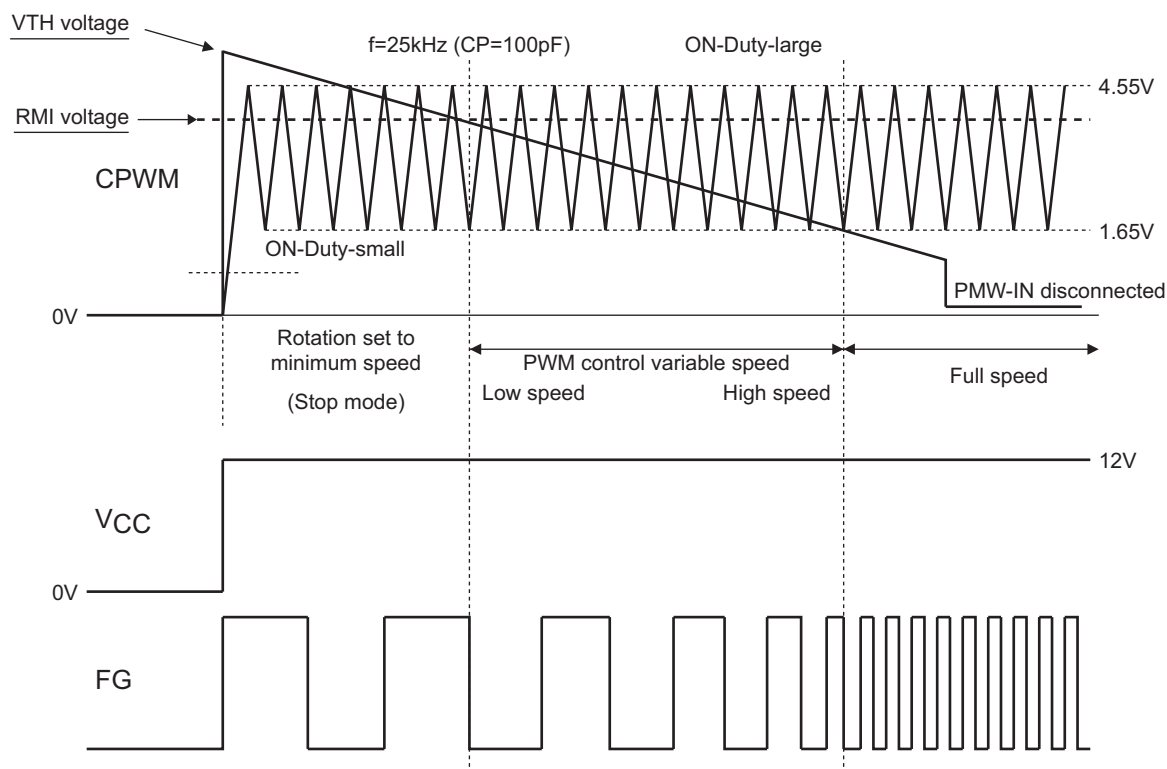 VTH voltage
f=25kHz (CP=100pF)
ON-Duty-large
4.55V
RMI voltage
CPWM
1.65V
ON-Duty-small
PMW-IN disconnected
0V
Rotation set to
minimum speed
(Stop mode)
PWM control variable speed
Low speed
High speed
Full speed
12V
VCC
0V
FG